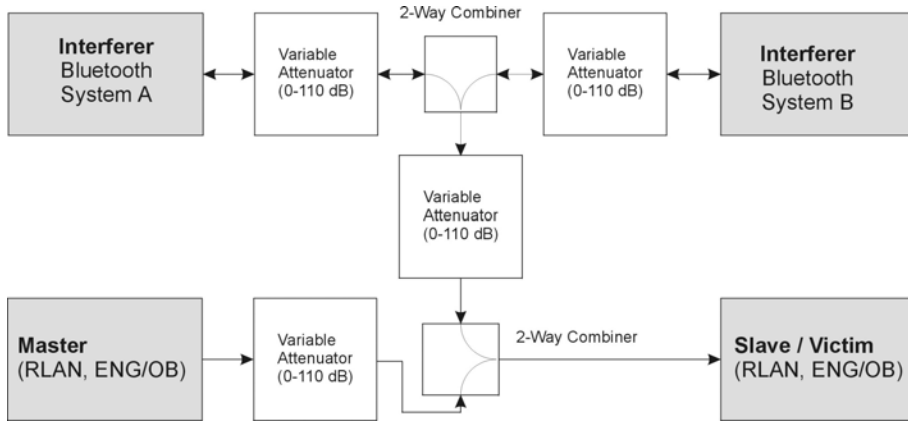 2-Way Combiner
Interferer
Bluetooth
System A
Variable
Attenuator
(0-110 dB)
Variable
Attenuator
(0-110 dB)
Interferer
Bluetooth
System B
Variable
Attenuator
(0-110 dB)
Master
(RLAN, ENG/OB)
Variable
Attenuator
(0-110 dB)
2-Way Combiner
Slave / Victim
(RLAN, ENG/OB)